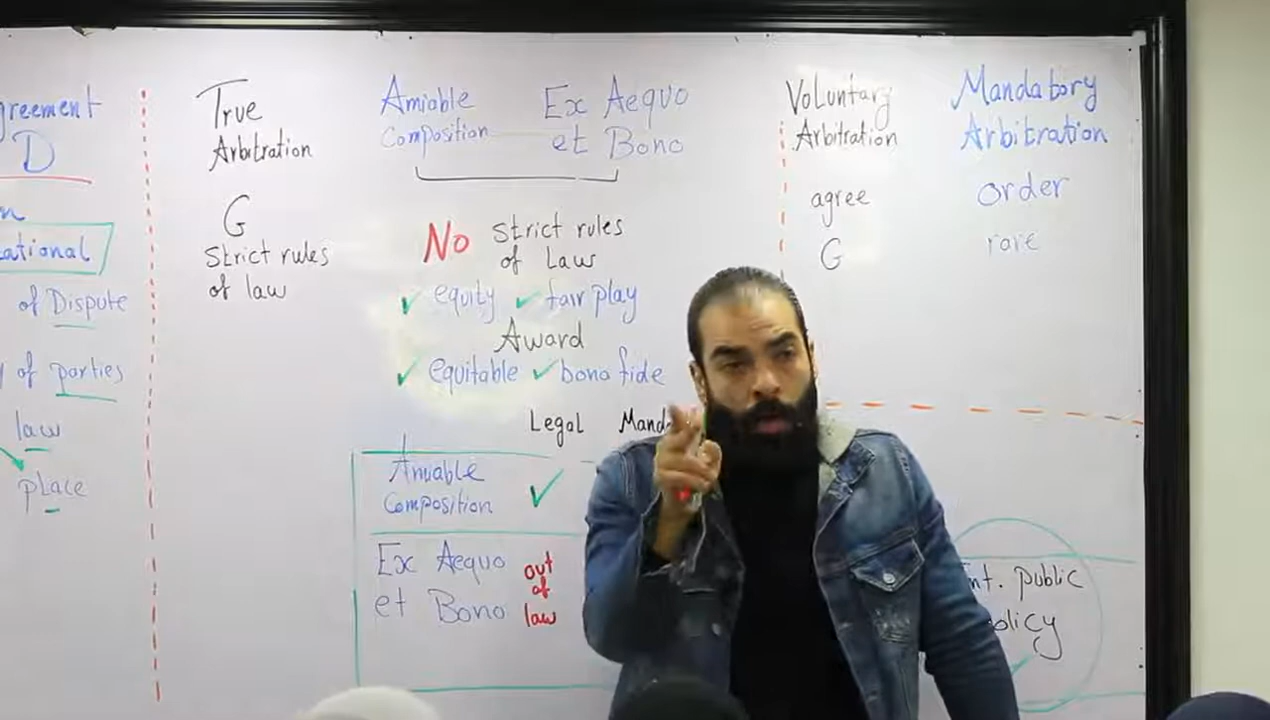 greement
D
ational
of Dispute
of parties
law
place
True
Arbitration
G
Strict rules
of law
Amiable
Composition
Ex Aequo
et Bono
No Strict rules
of Law
✓ equity ✓ fair play
Award
✓ equitable ✓ bona fide
Legal
Amiable
Composition ✓
Ex Aequo
et Bono
out
of
law
Voluntary
Arbitration
agree
G
Mandatory
Arbitration
order
rare
Int. public
policy